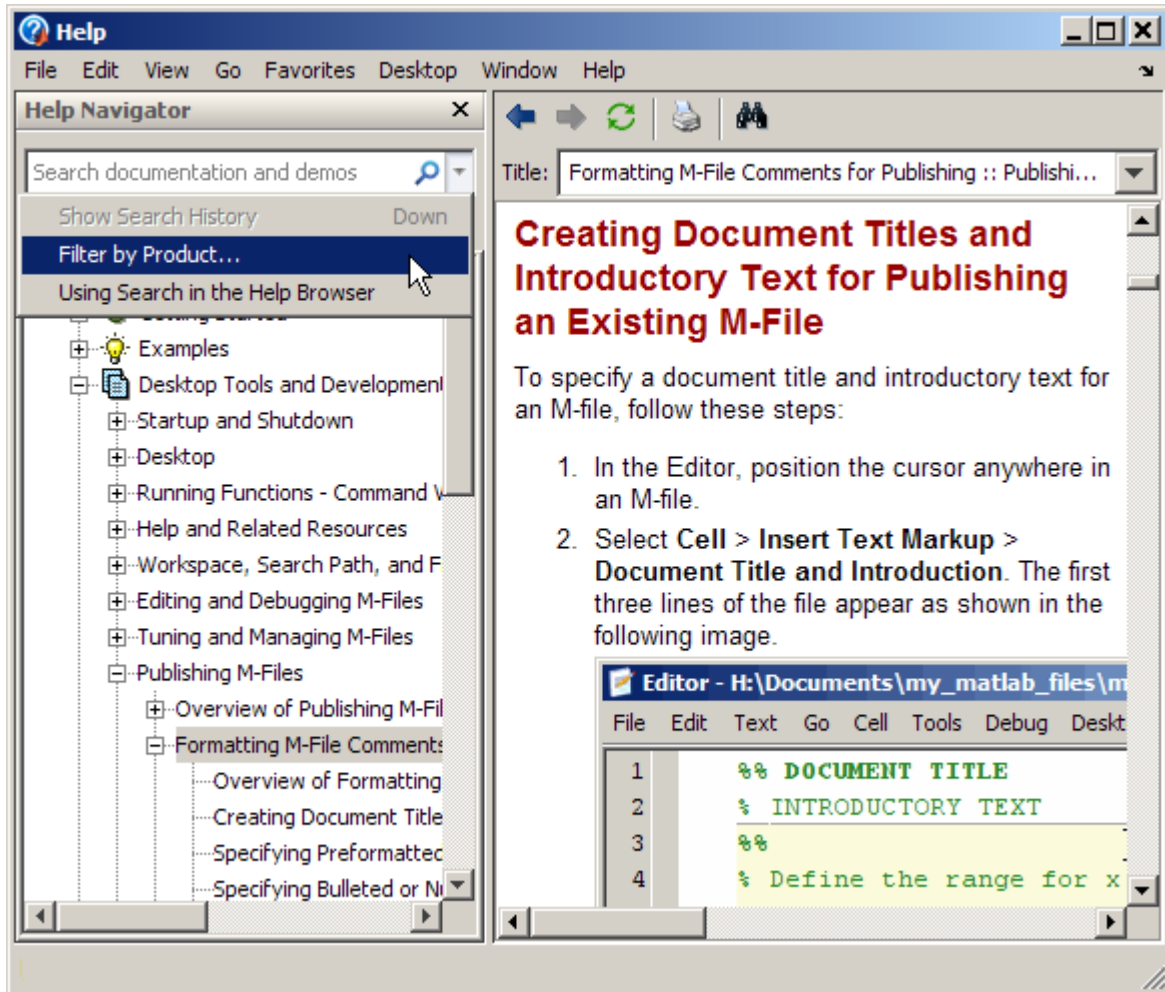 Help
File Edit View Go Favorites Desktop Window Help
Help Navigator
Search documentation and demos
Show Search History Down
Filter by Product...
Using Search in the Help Browser
Examples
Desktop Tools and Development
Startup and Shutdown
Desktop
Running Functions - Command
Help and Related Resources
Workspace, Search Path, and F
Editing and Debugging M-Files
Tuning and Managing M-Files
Publishing M-Files
Overview of Publishing M-Fil
Formatting M-File Comments
Overview of Formatting
Creating Document Title
Specifying Preformatted
Specifying Bulleted or Nu
Title: Formatting M-File Comments for Publishing :: Publishi...
Creating Document Titles and
Introductory Text for Publishing
an Existing M-File
To specify a document title and introductory text for
an M-file, follow these steps:
1. In the Editor, position the cursor anywhere in
an M-file.
2. Select Cell > Insert Text Markup >
Document Title and Introduction. The first
three lines of the file appear as shown in the
following image.
Editor - H:\Documents\my_matlab_files\m
File Edit Text Go Cell Tools Debug Deskt
1 %% DOCUMENT TITLE
2 % INTRODUCTORY TEXT
3 %%
4 % Define the range for x